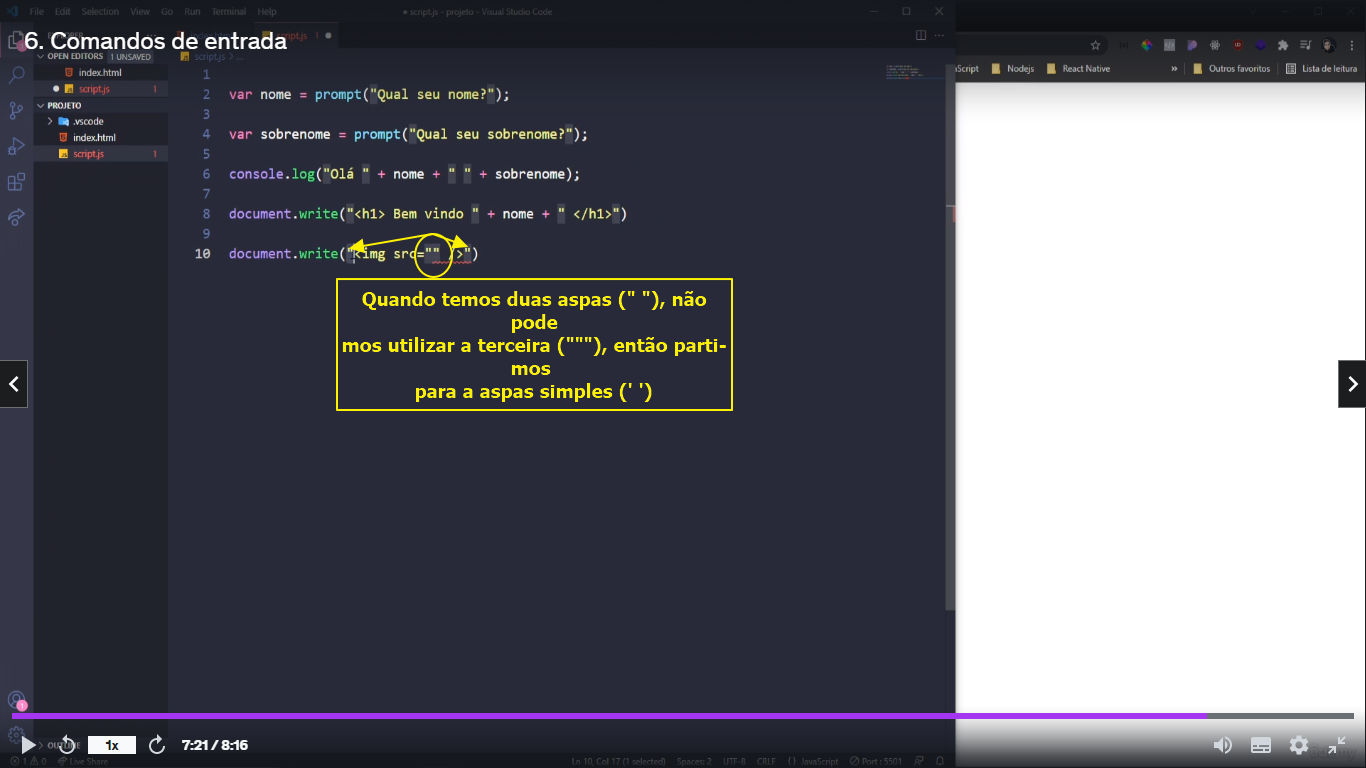 File Edit Selection View Go Run Terminal Help
● script.js - projeto - Visual Studio Code
6. Comandos de entrada
OPEN EDITORS 1 UNSAVED
index.html
script.js 1
PROJETO
.vscode
index.html
script.js 1
script.js > ...
1
2 var nome = prompt("Qual seu nome?");
3
4 var sobrenome = prompt("Qual seu sobrenome?");
5
6 console.log("Olá " + nome + " " + sobrenome);
7
8 document.write("<h1> Bem vindo " + nome + " </h1>")
9
10 document.write("<img src="" />")
Quando temos duas aspas (" "), não
pode
mos utilizar a terceira ("""), então parti-
mos
para a aspas simples (' ')
Script Nodejs React Native » Outros favoritos Lista de leitura
1
OUTLINE
1x 7:21 / 8:16
1 0 Live Share
Ln 10, Col 17 (1 selected) Spaces: 2 UTF-8 CRLF JavaScript Port : 5501